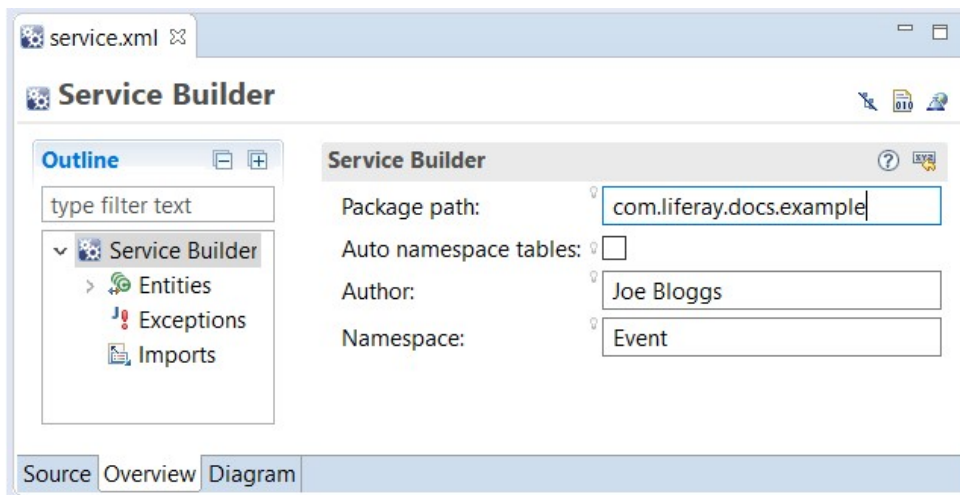 service.xml
Service Builder
Outline
type filter text
Service Builder
Entities
Exceptions
Imports
Service Builder
Package path: com.liferay.docs.example
Auto namespace tables:
Author: Joe Bloggs
Namespace: Event
Source Overview Diagram